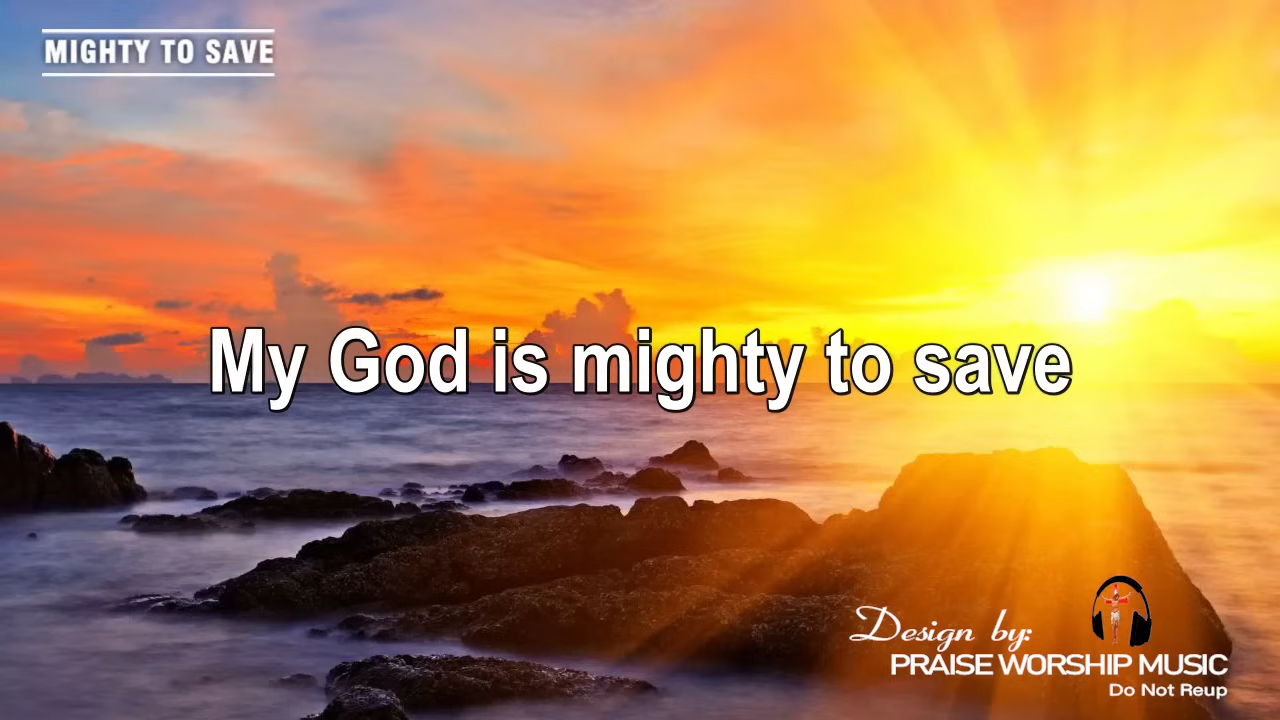 MIGHTY TO SAVE
My God is mighty to save
Design by:
PRAISE WORSHIP MUSIC
Do Not Reup